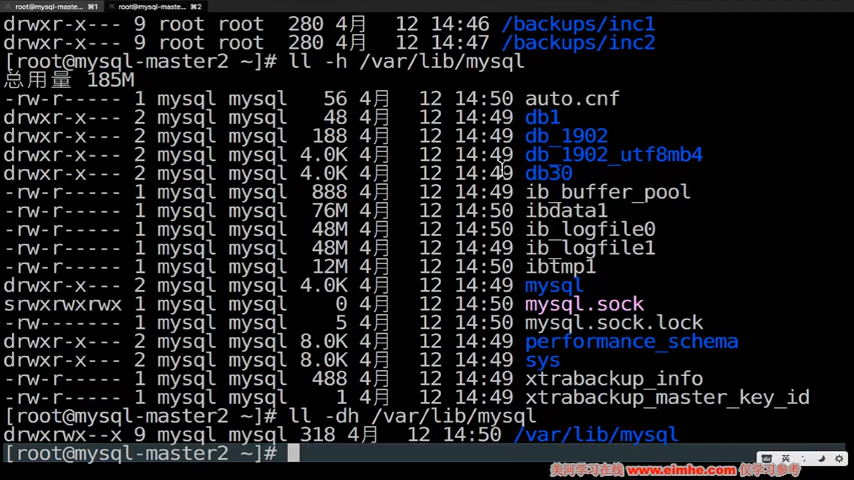 root@mysql-maste... ⌘1 root@mysql-master... ⌘2
drwxr-x--- 9 root root 280 4月 12 14:46 /backups/inc1
drwxr-x--- 9 root root 280 4月 12 14:47 /backups/inc2
[root@mysql-master2 ~]# ll -h /var/lib/mysql
总用量 185M
-rw-r----- 1 mysql mysql 56 4月 12 14:50 auto.cnf
drwxr-x--- 2 mysql mysql 48 4月 12 14:49 db1
drwxr-x--- 2 mysql mysql 188 4月 12 14:49 db_1902
drwxr-x--- 2 mysql mysql 4.0K 4月 12 14:49 db_1902_utf8mb4
drwxr-x--- 2 mysql mysql 4.0K 4月 12 14:49 db30
-rw-r----- 1 mysql mysql 888 4月 12 14:49 ib_buffer_pool
-rw-r----- 1 mysql mysql 76M 4月 12 14:50 ibdata1
-rw-r----- 1 mysql mysql 48M 4月 12 14:50 ib_logfile0
-rw-r----- 1 mysql mysql 48M 4月 12 14:49 ib_logfile1
-rw-r----- 1 mysql mysql 12M 4月 12 14:50 ibtmp1
drwxr-x--- 2 mysql mysql 4.0K 4月 12 14:49 mysql
srwxrwxrwx 1 mysql mysql 0 4月 12 14:50 mysql.sock
-rw------- 1 mysql mysql 5 4月 12 14:50 mysql.sock.lock
drwxr-x--- 2 mysql mysql 8.0K 4月 12 14:49 performance_schema
drwxr-x--- 2 mysql mysql 8.0K 4月 12 14:49 sys
-rw-r----- 1 mysql mysql 488 4月 12 14:49 xtrabackup_info
-rw-r----- 1 mysql mysql 1 4月 12 14:49 xtrabackup_master_key_id
[root@mysql-master2 ~]# ll -dh /var/lib/mysql
drwxrwx--x 9 mysql mysql 318 4月 12 14:50 /var/lib/mysql
[root@mysql-master2 ~]#
英
美河学习在线 www.eimhe.com 仅学习参考